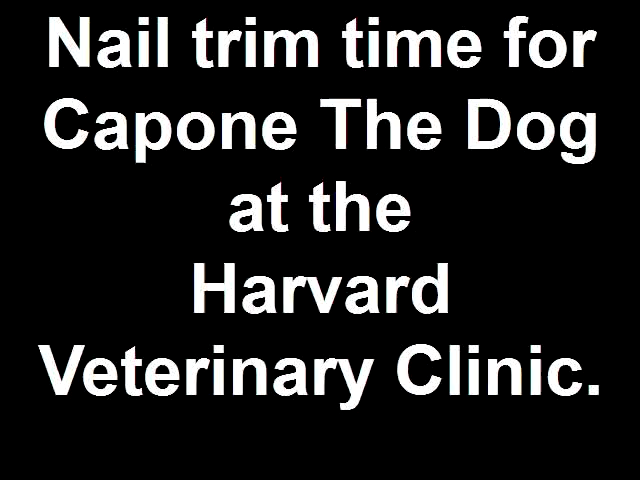 Nail trim time for
Capone The Dog
at the
Harvard
Veterinary Clinic.